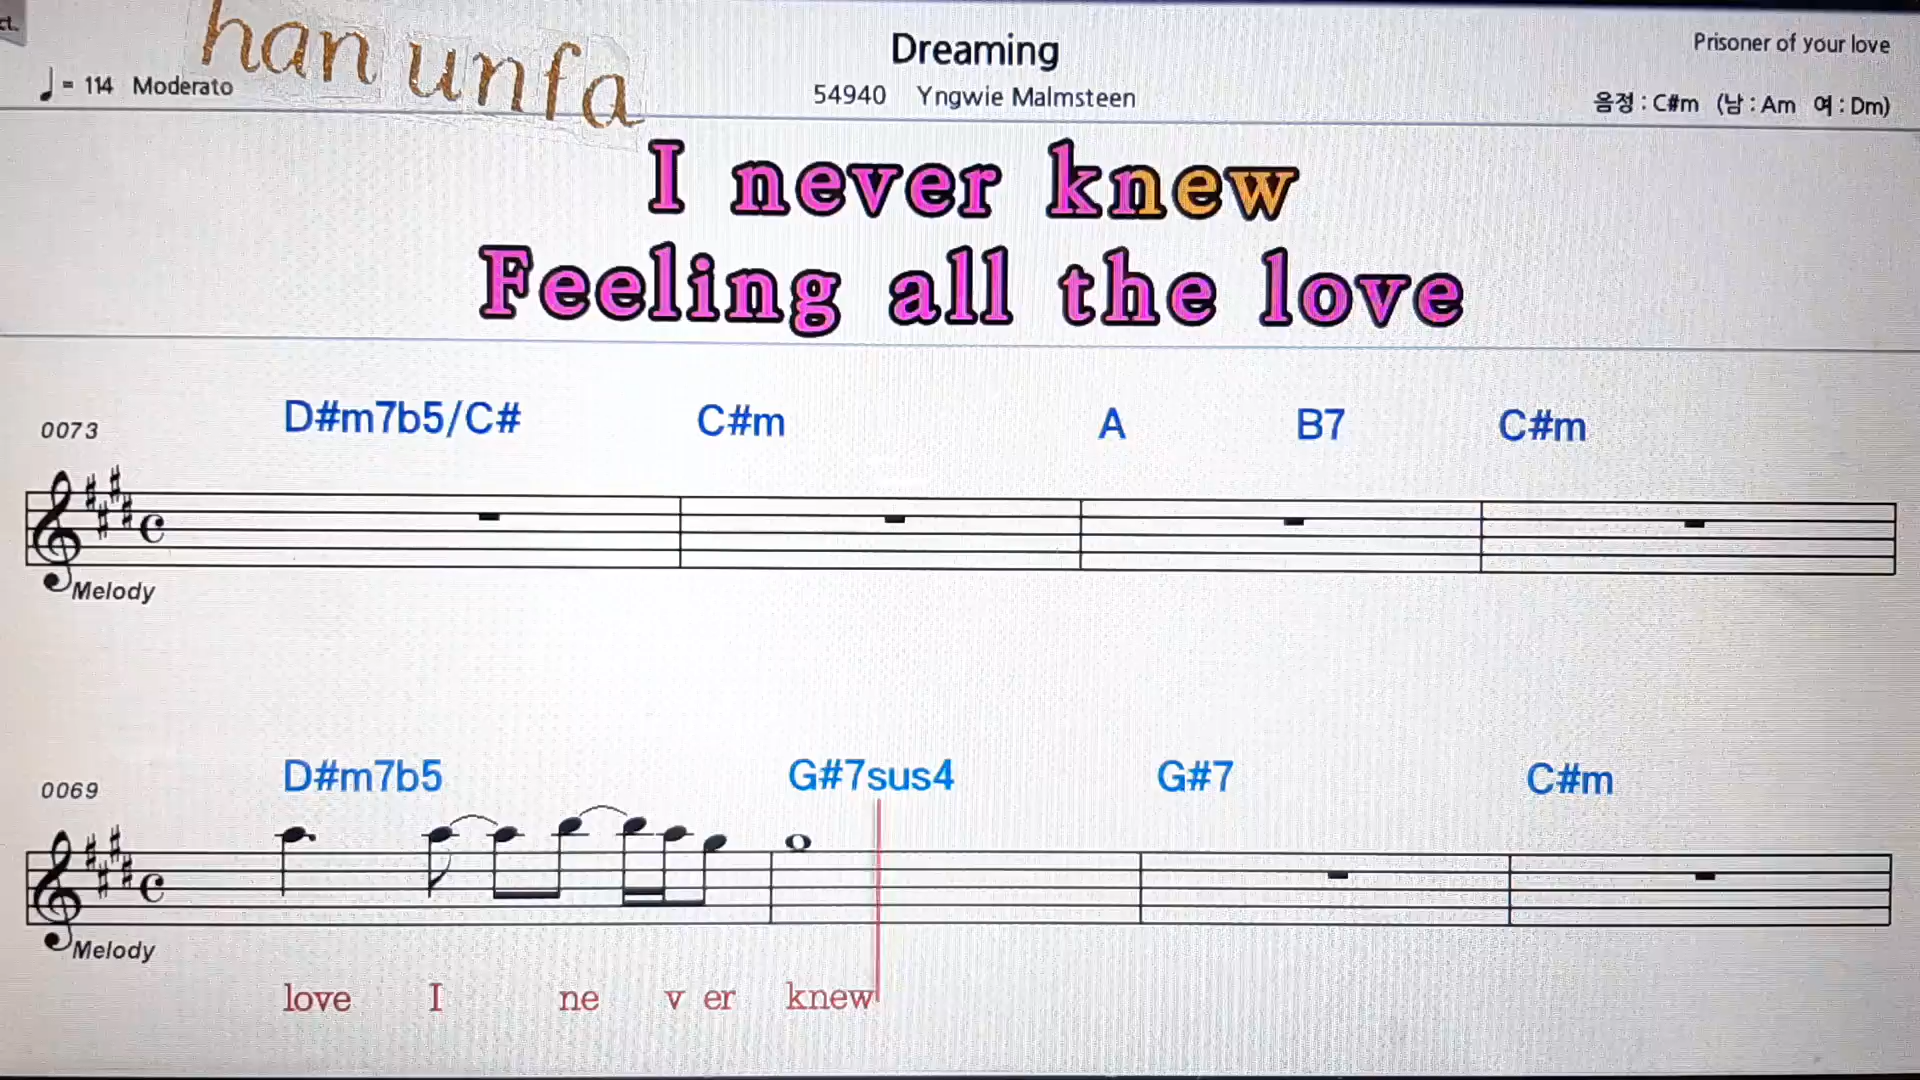 ct.
han unfa
♩= 114 Moderato
Dreaming
54940 Yngwie Malmsteen
Prisoner of your love
음정 : C#m (남 : Am 여 : Dm)
I never knew
Feeling all the love
0073
D#m7b5/C# C#m A B7 C#m
Melody
0069
D#m7b5 G#7sus4 G#7 C#m
Melody
love I ne v er knew